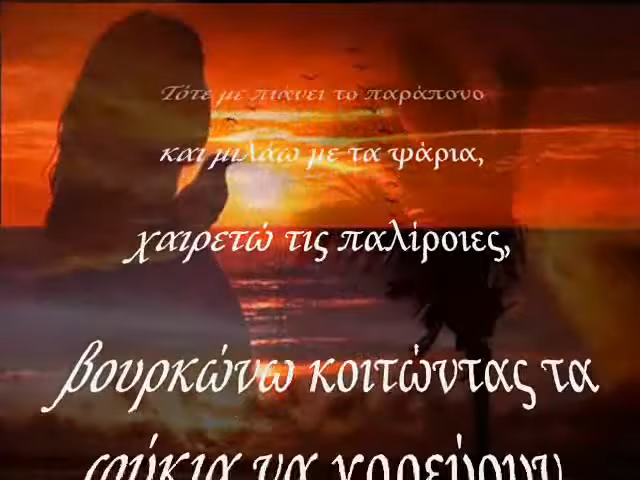 Τότε με πιάνει το παράπονο
και μιλάω με τα ψάρια,
χαιρετώ τις παλίροιες,
βουρκώνω κοιτώντας τα
φύκια να χορεύουν